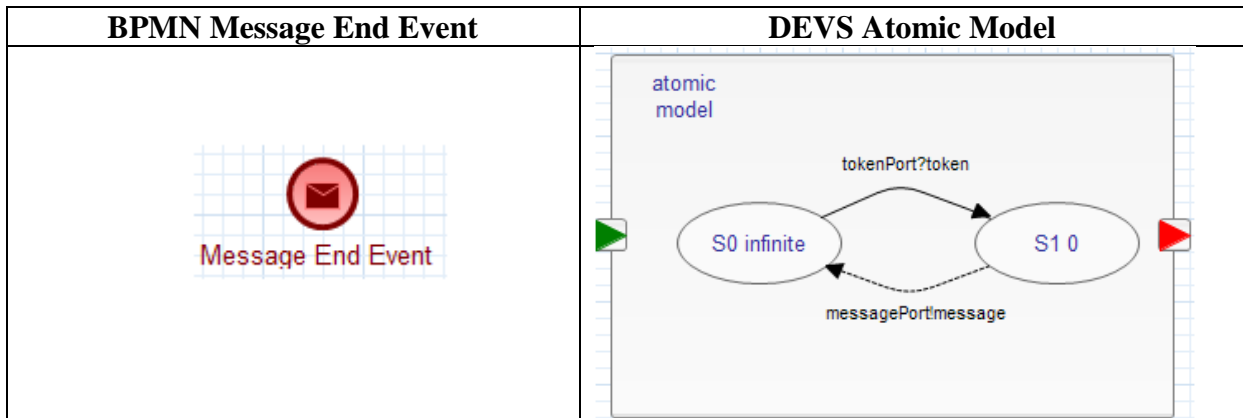 BPMN Message End Event
DEVS Atomic Model
Message End Event
atomic
model
tokenPort?token
S0 infinite
S1 0
messagePort!message